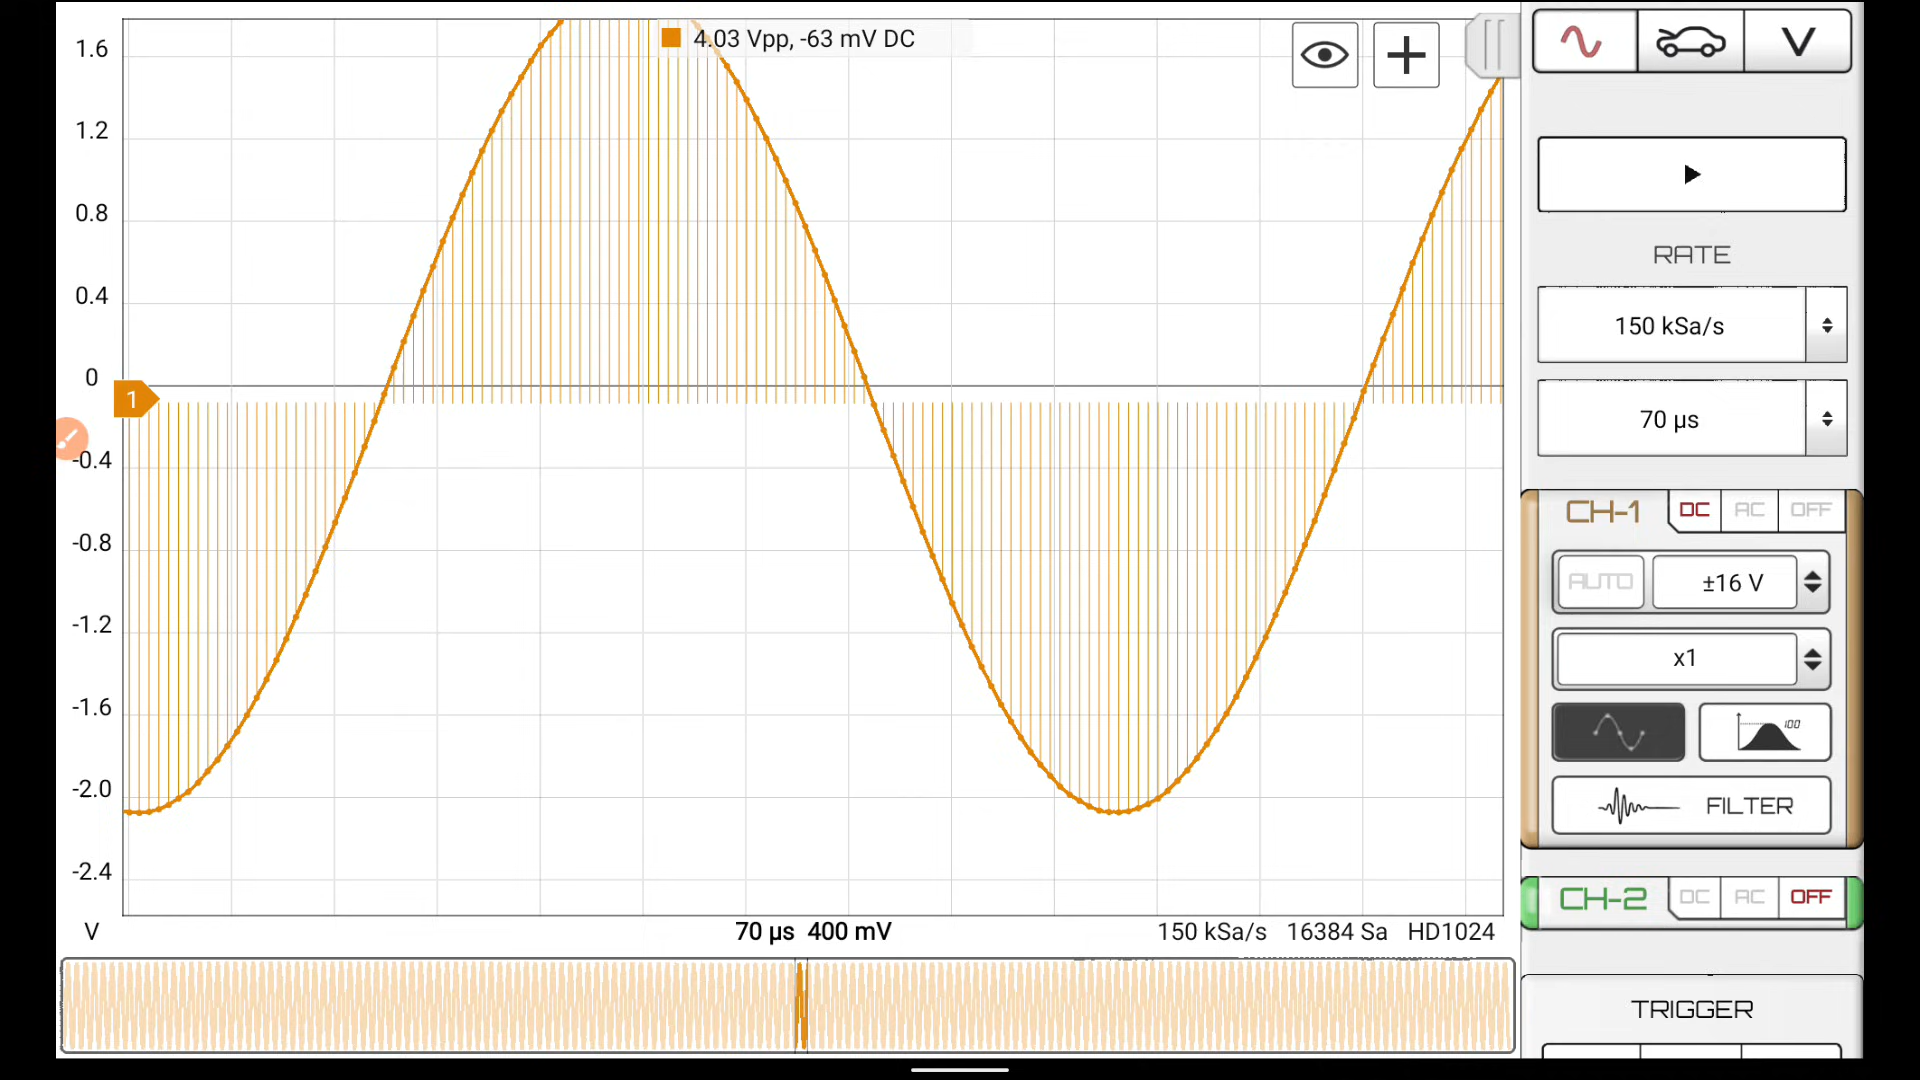 4.03 Vpp, -63 mV DC
V
1.6
1.2
0.8
0.4
0
1
-0.4
-0.8
-1.2
-1.6
-2.0
-2.4
V
70 µs 400 mV
150 kSa/s 16384 Sa HD1024
RATE
150 kSa/s
70 µs
CH-1 DC AC OFF
AUTO ±16 V
x1
100
FILTER
CH-2 DC AC OFF
TRIGGER